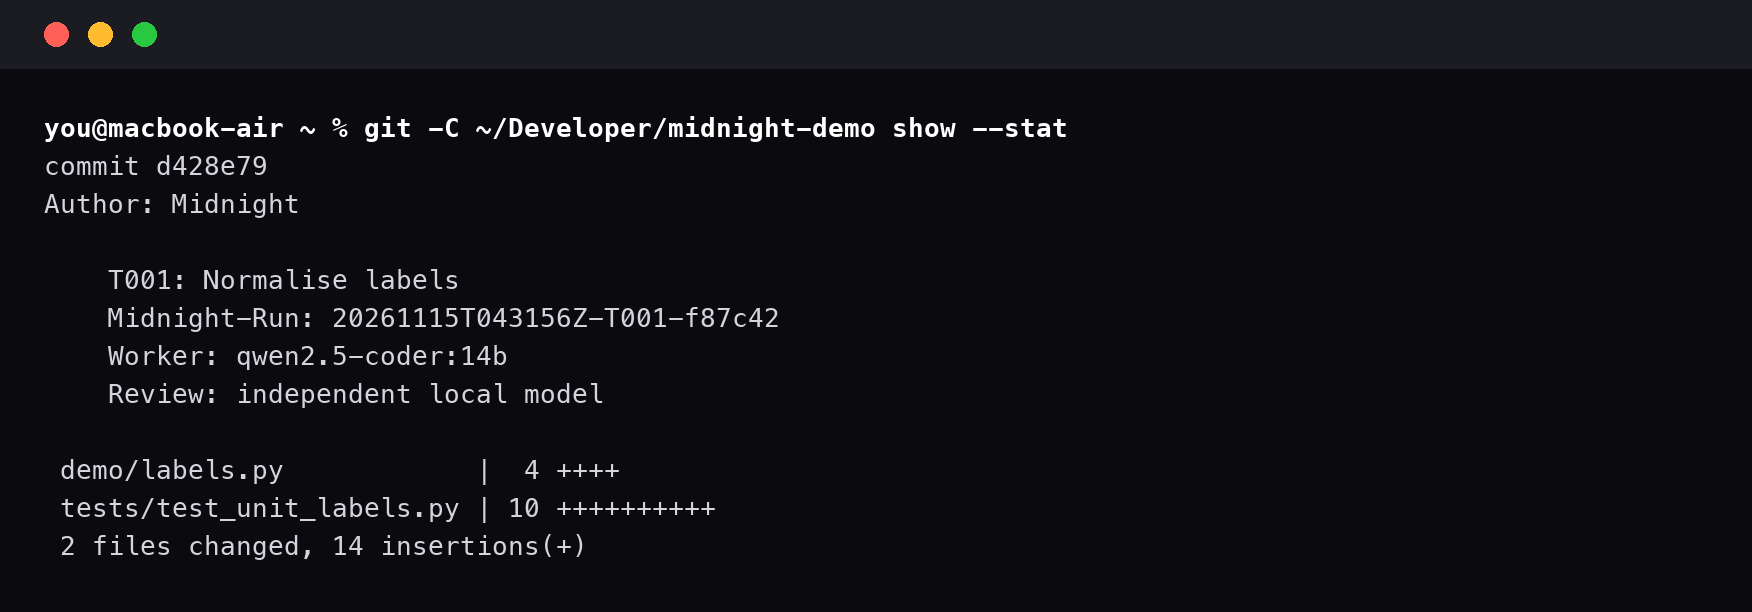 you@macbook-air ~ % git -C ~/Developer/midnight-demo show --stat
commit d428e79
Author: Midnight
T001: Normalise labels
Midnight-Run: 20261115T043156Z-T001-f87c42
Worker: qwen2.5-coder:14b
Review: independent local model
demo/labels.py            |  4 ++++
tests/test_unit_labels.py | 10 ++++++++++
2 files changed, 14 insertions(+)